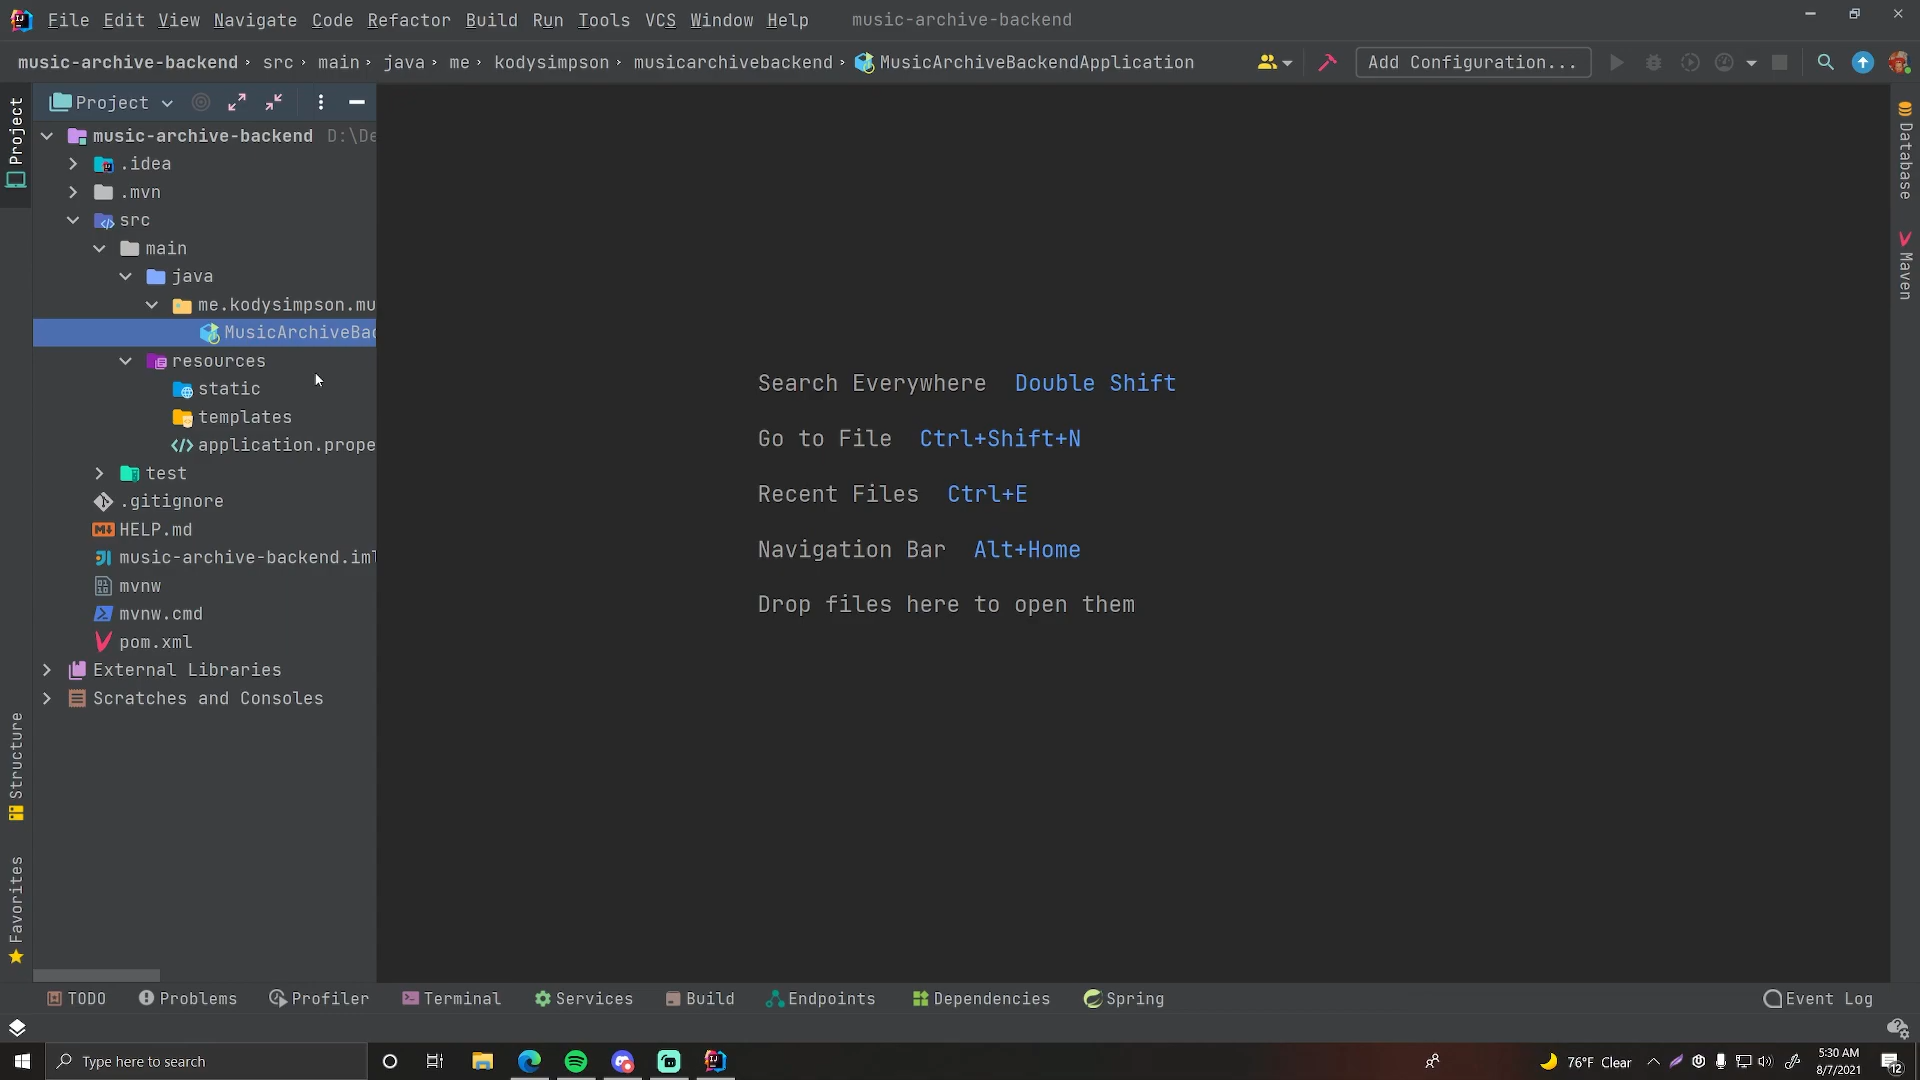 File Edit View Navigate Code Refactor Build Run Tools VCS Window Help music-archive-backend
music-archive-backend src main java me kodysimpson musicarchivebackend MusicArchiveBackendApplication Add Configuration...
Project
Project
music-archive-backend D:\De
.idea
.mvn
src
main
java
me.kodysimpson.mu
MusicArchiveBac
resources
static
templates
application.prope
test
.gitignore
HELP.md
music-archive-backend.iml
mvnw
mvnw.cmd
pom.xml
External Libraries
Scratches and Consoles
Structure
Favorites
Search Everywhere Double Shift
Go to File Ctrl+Shift+N
Recent Files Ctrl+E
Navigation Bar Alt+Home
Drop files here to open them
Database
Maven
TODO Problems Profiler Terminal Services Build Endpoints Dependencies Spring Event Log
Type here to search
76°F Clear
5:30 AM
8/7/2021
12